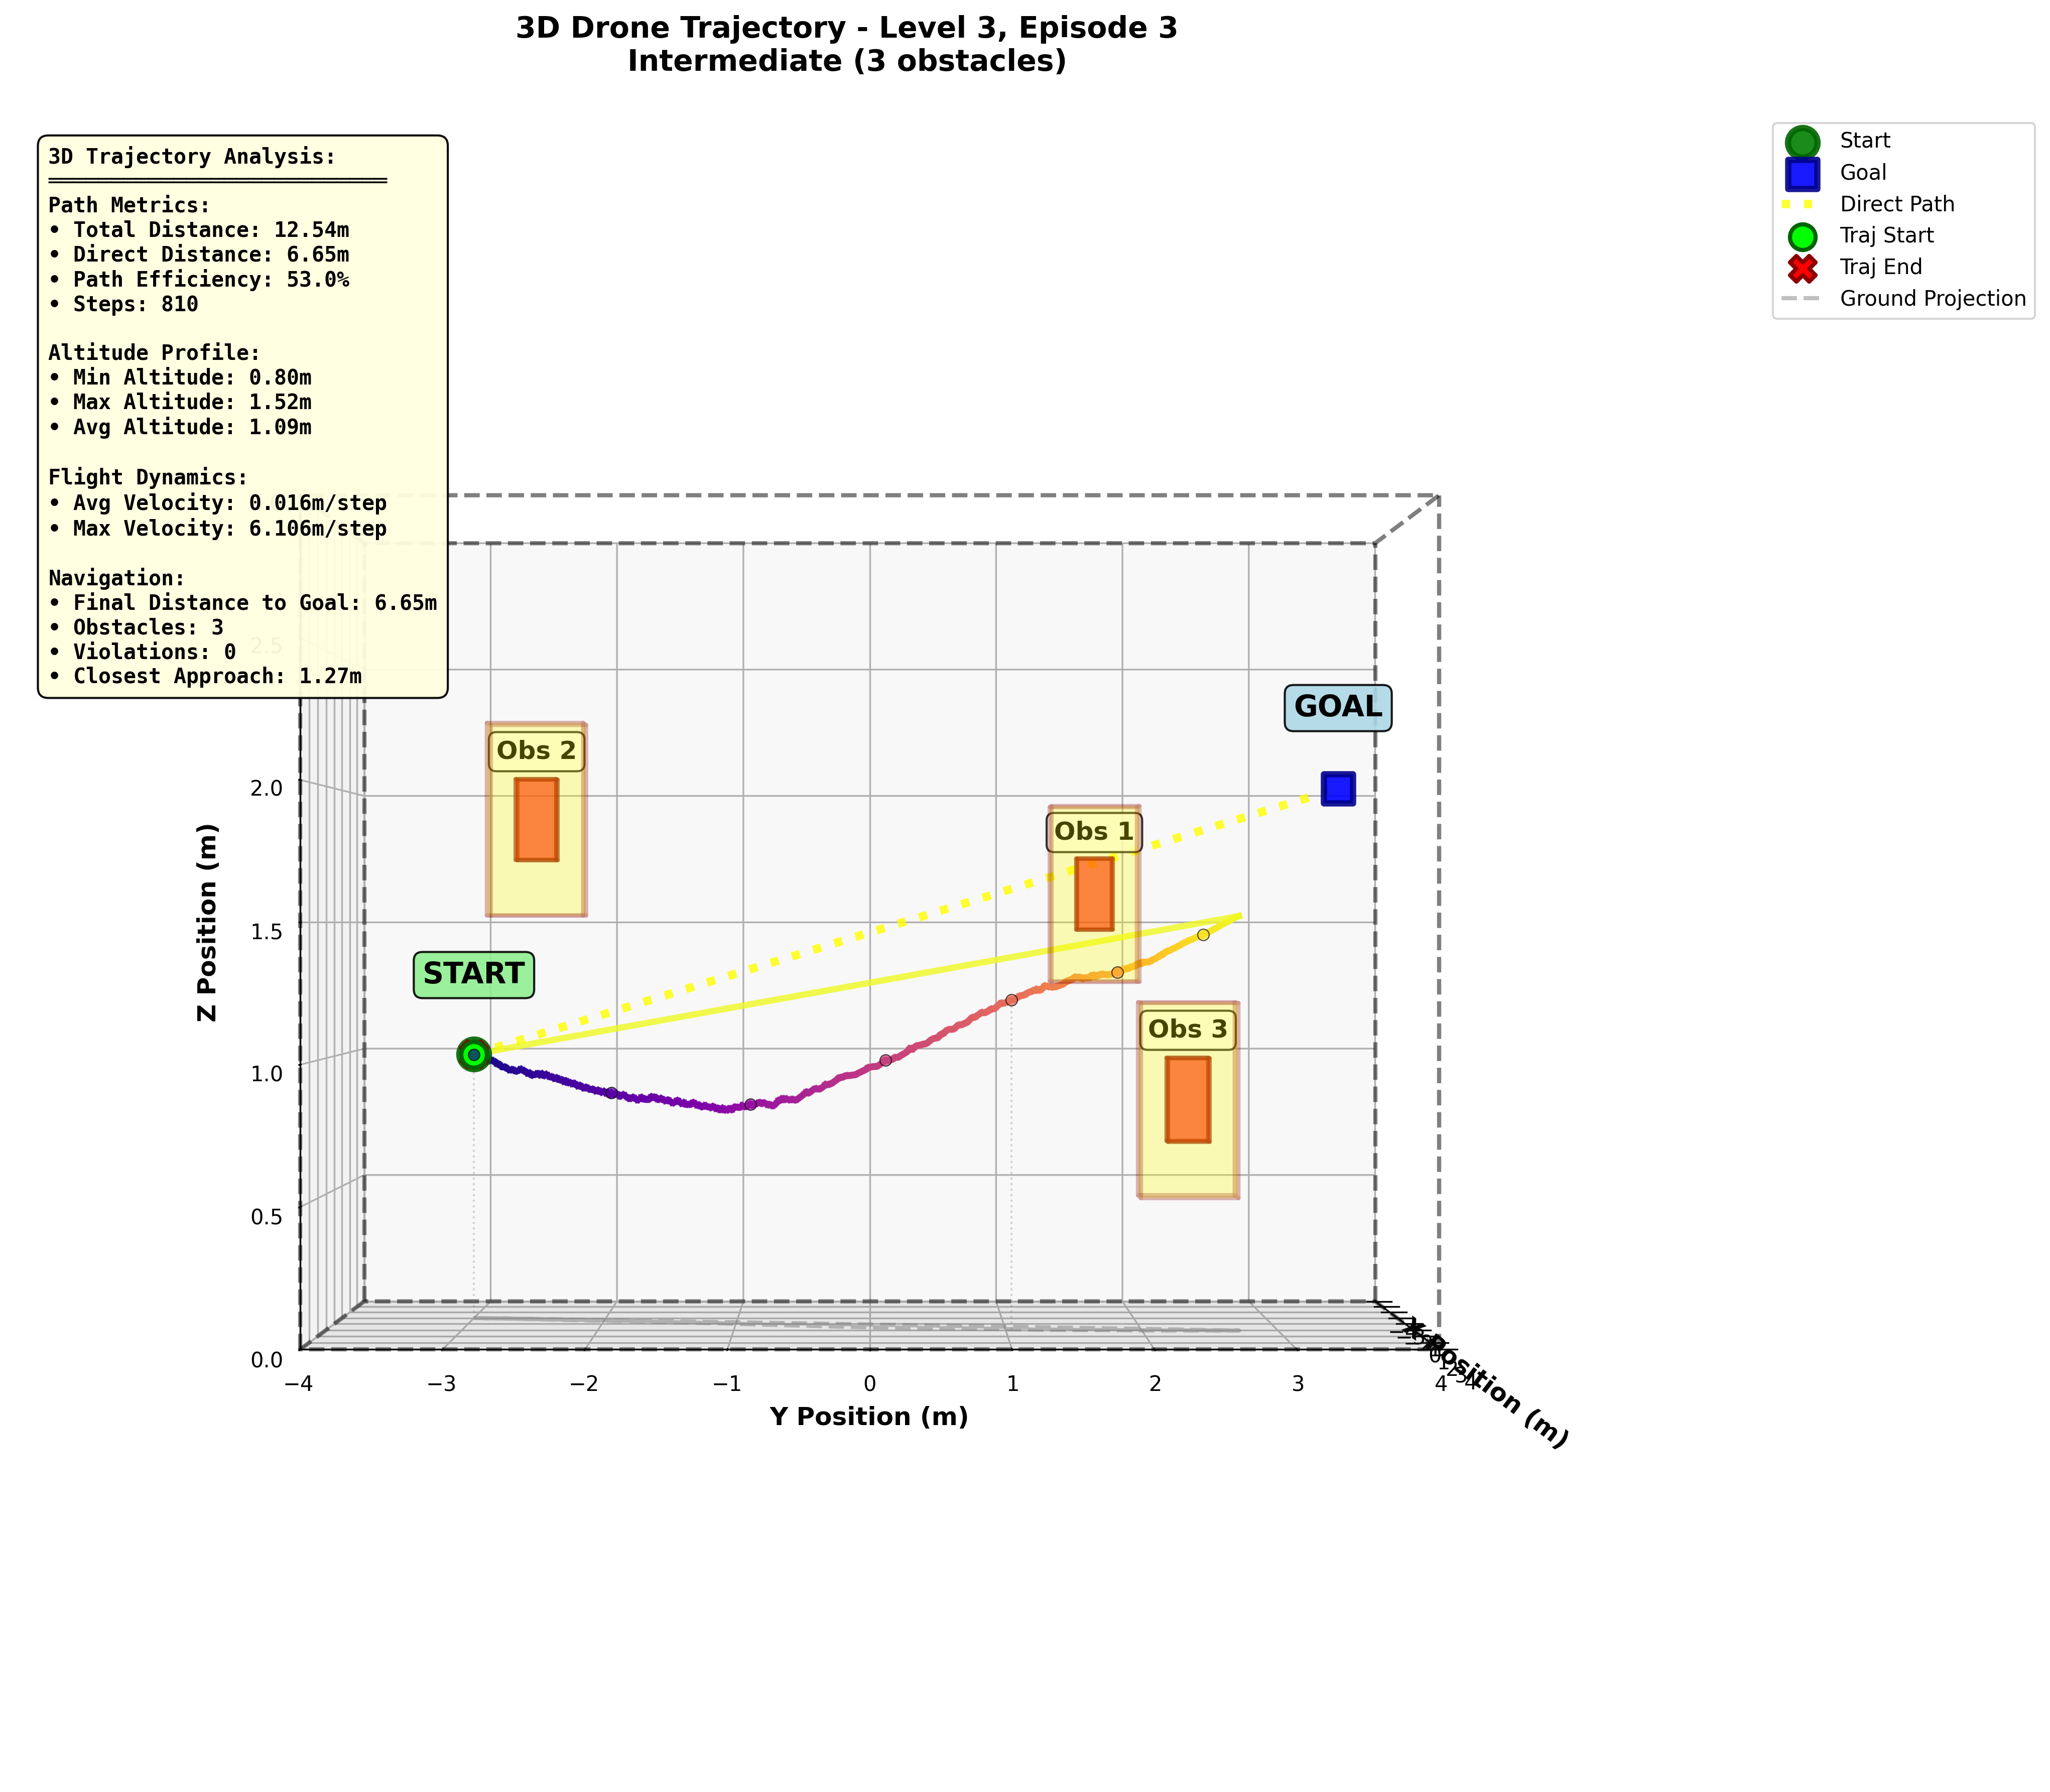 3D Drone Trajectory - Level 3, Episode 3
Intermediate (3 obstacles)
3D Trajectory Analysis:
Path Metrics:
• Total Distance: 12.54m
• Direct Distance: 6.65m
• Path Efficiency: 53.0%
• Steps: 810
Altitude Profile:
• Min Altitude: 0.80m
• Max Altitude: 1.52m
• Avg Altitude: 1.09m
Flight Dynamics:
• Avg Velocity: 0.016m/step
• Max Velocity: 6.106m/step
Navigation:
• Final Distance to Goal: 6.65m
• Obstacles: 3
• Violations: 0
• Closest Approach: 1.27m
Start
Goal
Direct Path
Traj Start
Traj End
Ground Projection
GOAL
Obs 2
Obs 1
START
Obs 3
2.5
2.0
1.5
1.0
0.5
0.0
Z Position (m)
−4
−3
−2
−1
0
1
2
3
4
Y Position (m)
X Position (m)